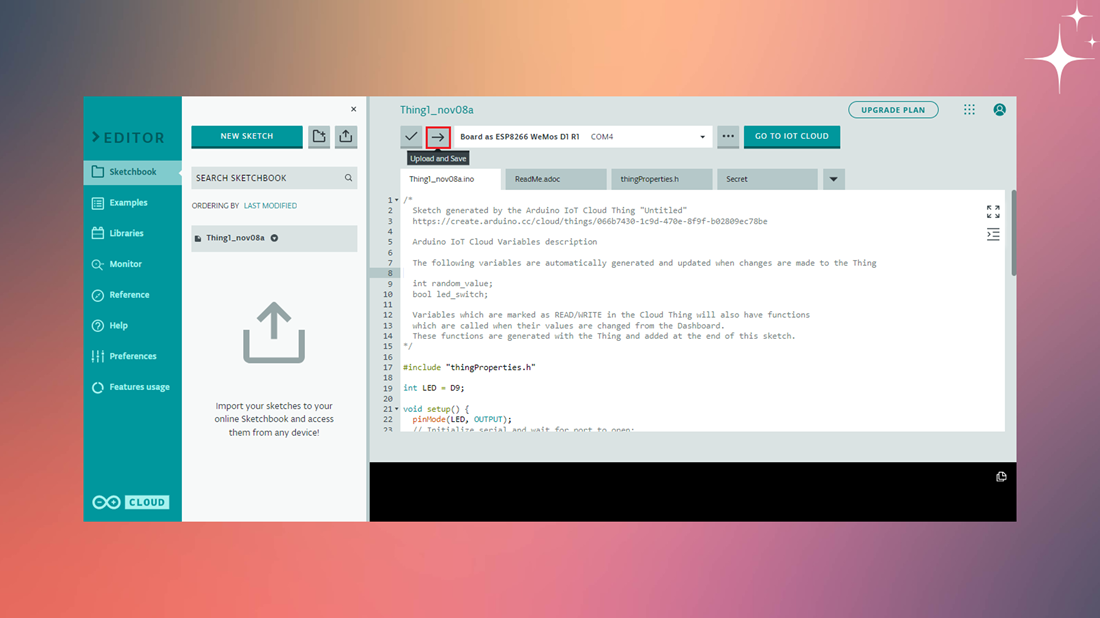 EDITOR
Sketchbook
Examples
Libraries
Monitor
Reference
Help
Preferences
Features usage
CLOUD
NEW SKETCH
SEARCH SKETCHBOOK
ORDERING BY LAST MODIFIED
Thing1_nov08a
Import your sketches to your
online Sketchbook and access
them from any device!
Thing1_nov08a
UPGRADE PLAN
Board as ESP8266 WeMos D1 R1 COM4
GO TO IOT CLOUD
Upload and Save
Thing1_nov08a.ino ReadMe.adoc thingProperties.h Secret
1 /*
2 Sketch generated by the Arduino IoT Cloud Thing "Untitled"
3 https://create.arduino.cc/cloud/things/066b7430-1c9d-470e-8f9f-b02809ec78be
4
5 Arduino IoT Cloud Variables description
6
7 The following variables are automatically generated and updated when changes are made to the Thing
8
9 int random_value;
10 bool led_switch;
11
12 Variables which are marked as READ/WRITE in the Cloud Thing will also have functions
13 which are called when their values are changed from the Dashboard.
14 These functions are generated with the Thing and added at the end of this sketch.
15 */
16
17 #include "thingProperties.h"
18
19 int LED = D9;
20
21 void setup() {
22 pinMode(LED, OUTPUT);
23 // Initialize serial and wait for port to open: